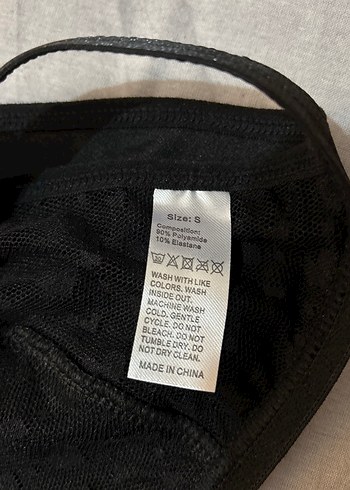 Size: S
Composition:
90% Polyamide
10% Elastane
WASH WITH LIKE
COLORS. WASH
INSIDE OUT.
MACHINE WASH
COLD. GENTLE
CYCLE. DO NOT
BLEACH. DO NOT
TUMBLE DRY. DO
NOT DRY CLEAN.
MADE IN CHINA